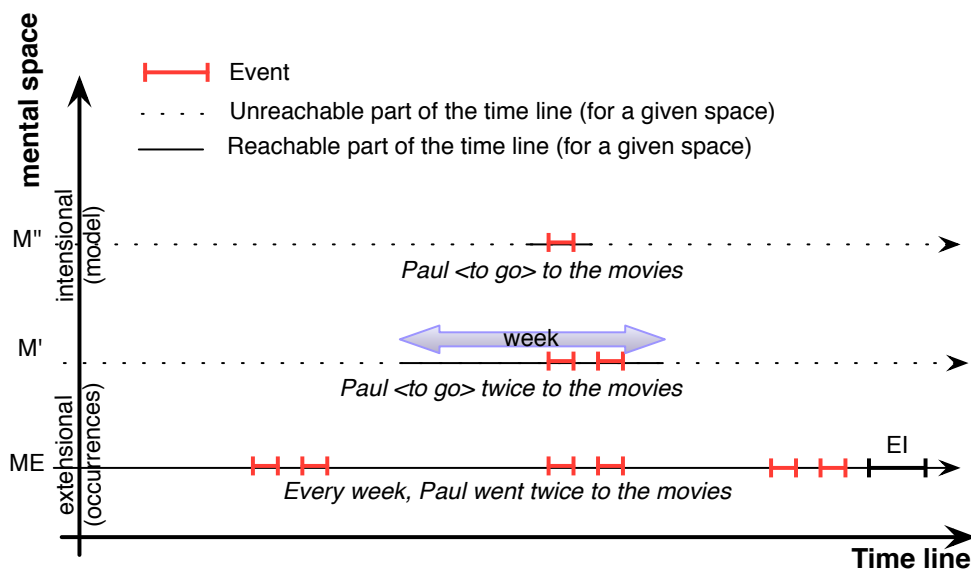 mental space
Event
Unreachable part of the time line (for a given space)
Reachable part of the time line (for a given space)
intensional
(model)
M"
Paul <to go> to the movies
week
M'
Paul <to go> twice to the movies
extensional
(occurrences)
ME
EI
Every week, Paul went twice to the movies
Time line